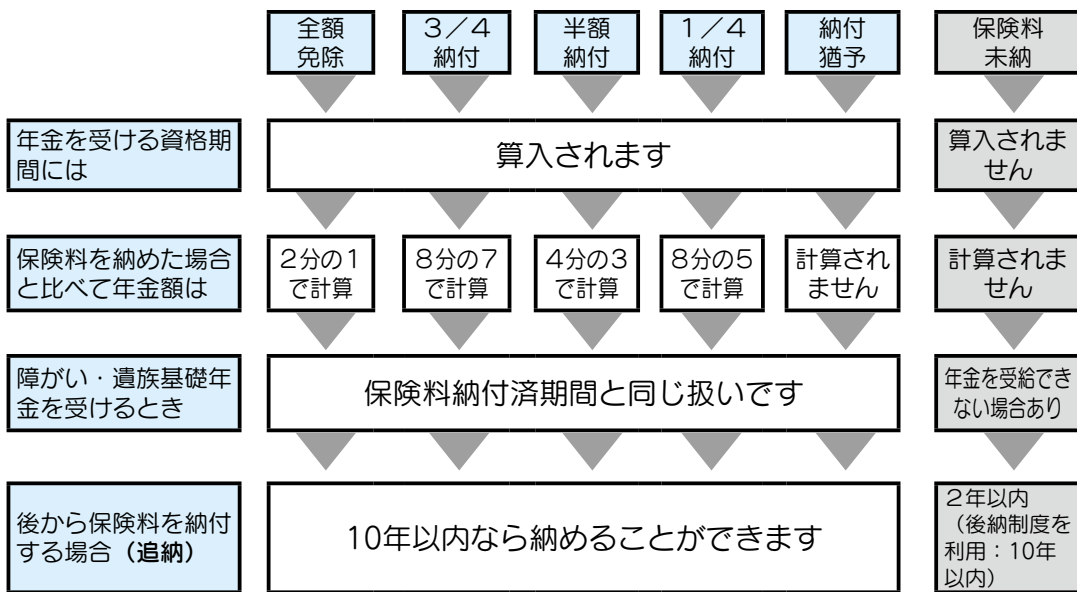 全額
免除
３／４
納付
半額
納付
１／４
納付
納付
猶予
保険料
未納
年金を受ける資格期
間には
算入されます
算入されま
せん
保険料を納めた場合
と比べて年金額は
２分の１
で計算
８分の７
で計算
４分の３
で計算
８分の５
で計算
計算され
ません
計算されま
せん
障がい・遺族基礎年
金を受けるとき
保険料納付済期間と同じ扱いです
年金を受給でき
ない場合あり
後から保険料を納付
する場合（追納）
10年以内なら納めることができます
２年以内
（後納制度を
利用：10年
以内）